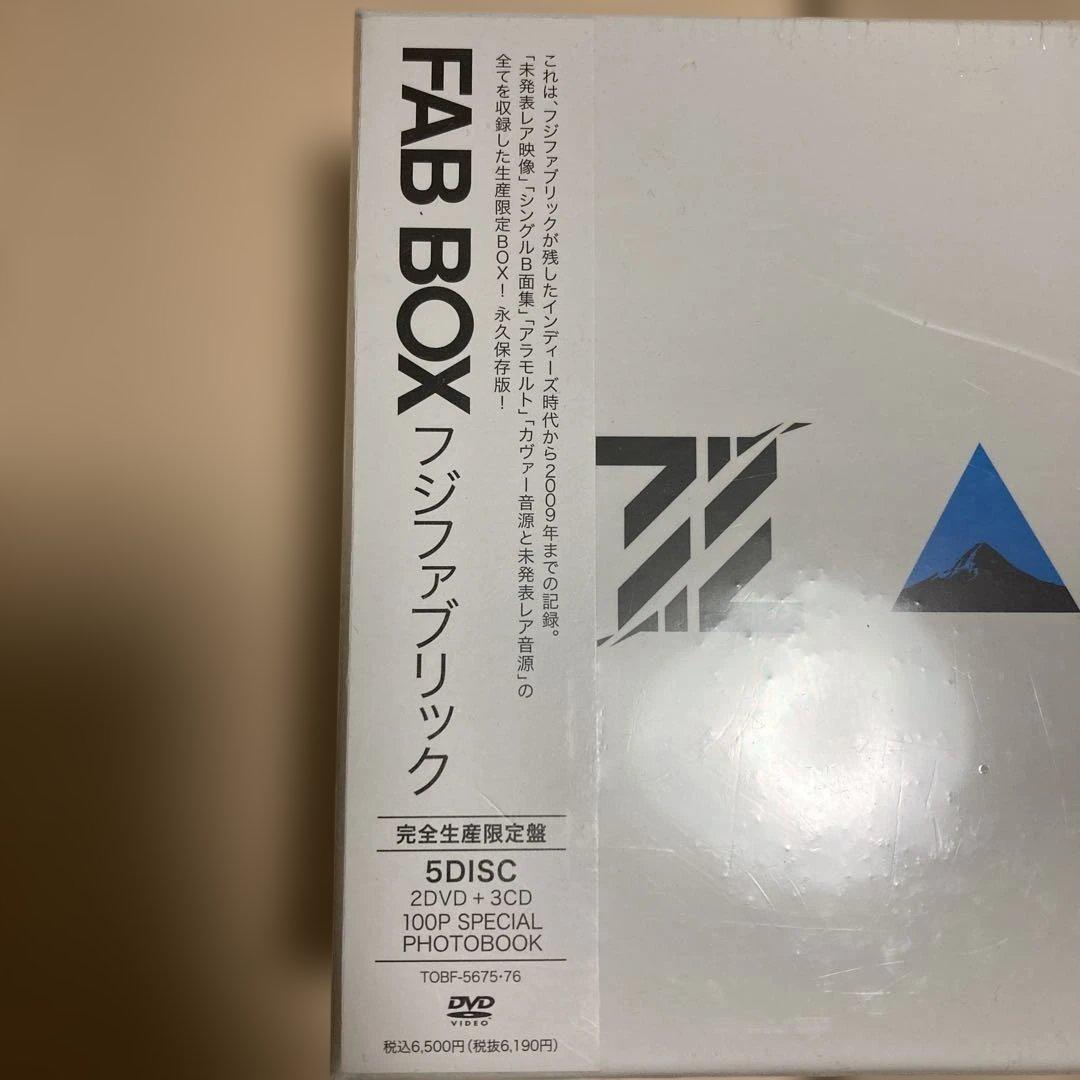 FAB BOX フジファブリック
これは、フジファブリックが残したインディーズ時代から2009年までの記録。
「未発表レア映像」「シングルB面集」「アラモルト」「カヴァー音源と未発表レア音源」の
全てを収録した生産限定BOX! 永久保存版!
完全生産限定盤
5DISC
2DVD + 3CD
100P SPECIAL
PHOTOBOOK
TOBF-5675・76
DVD
VIDEO
税込6,500円(税抜6,190円)